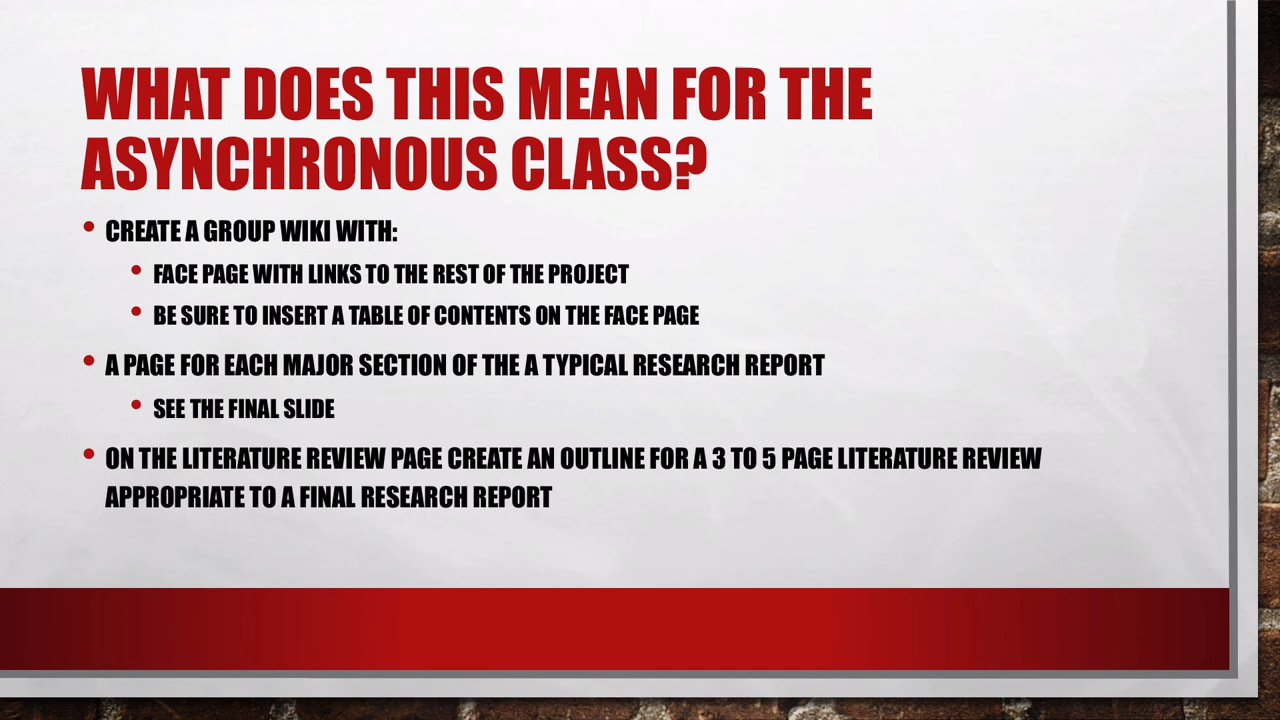 WHAT DOES THIS MEAN FOR THE
ASYNCHRONOUS CLASS?
• CREATE A GROUP WIKI WITH:
• FACE PAGE WITH LINKS TO THE REST OF THE PROJECT
• BE SURE TO INSERT A TABLE OF CONTENTS ON THE FACE PAGE
• A PAGE FOR EACH MAJOR SECTION OF THE A TYPICAL RESEARCH REPORT
• SEE THE FINAL SLIDE
• ON THE LITERATURE REVIEW PAGE CREATE AN OUTLINE FOR A 3 TO 5 PAGE LITERATURE REVIEW
APPROPRIATE TO A FINAL RESEARCH REPORT